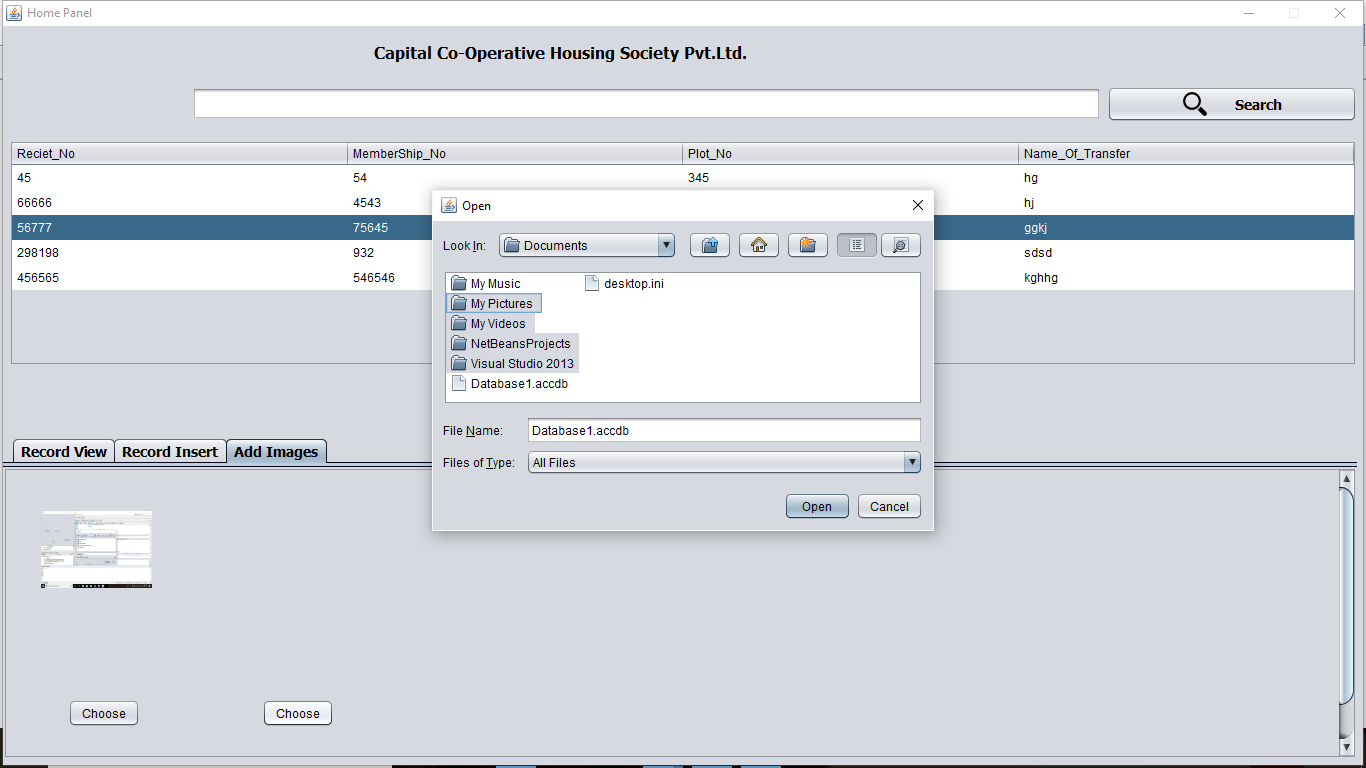 Home Panel
Capital Co-Operative Housing Society Pvt.Ltd.
Search
Reciet_No MemberShip_No Plot_No Name_Of_Transfer
45 54 345 hg
66666 4543 hj
56777 75645 ggkj
298198 932 sdsd
456565 546546 kghhg
Open
Look In: Documents
My Music desktop.ini
My Pictures
My Videos
NetBeansProjects
Visual Studio 2013
Database1.accdb
File Name: Database1.accdb
Files of Type: All Files
Open Cancel
Record View Record Insert Add Images
Choose Choose